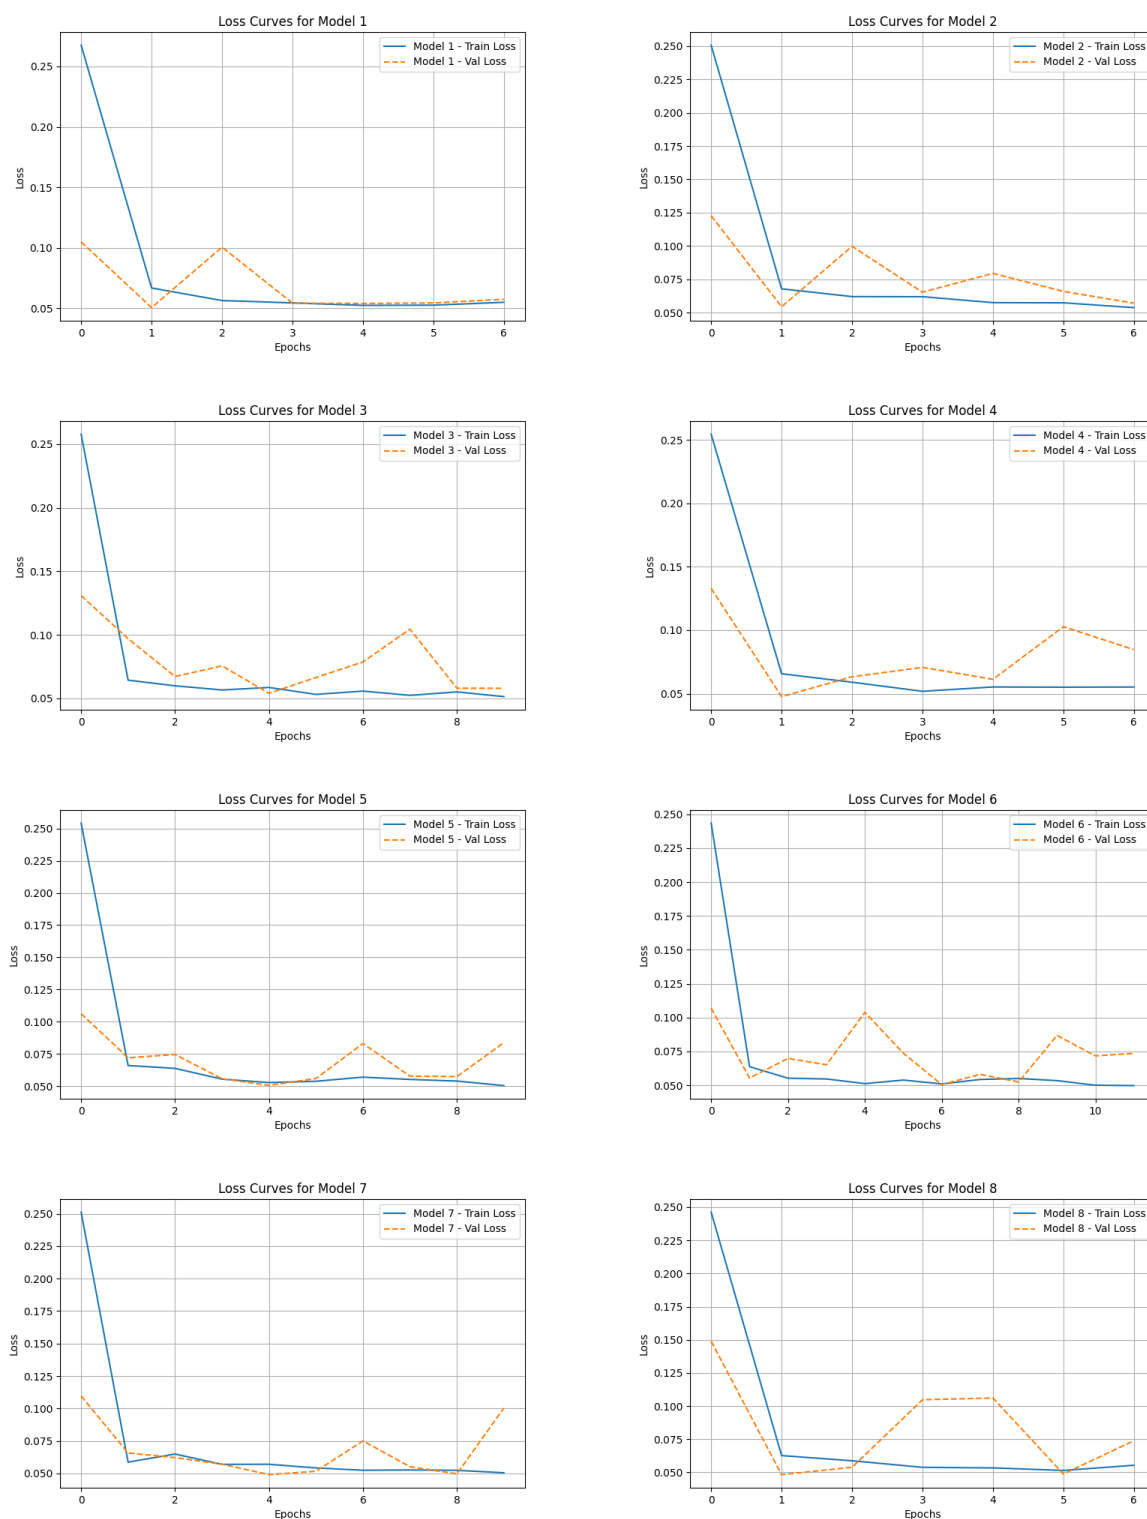 Loss Curves for Model 1
Model 1 - Train Loss
Model 1 - Val Loss
0.25
0.20
0.15
0.10
0.05
Loss
0 1 2 3 4 5 6
Epochs
Loss Curves for Model 2
Model 2 - Train Loss
Model 2 - Val Loss
0.250
0.225
0.200
0.175
0.150
0.125
0.100
0.075
0.050
Loss
0 1 2 3 4 5 6
Epochs
Loss Curves for Model 3
Model 3 - Train Loss
Model 3 - Val Loss
0.25
0.20
0.15
0.10
0.05
Loss
0 2 4 6 8
Epochs
Loss Curves for Model 4
Model 4 - Train Loss
Model 4 - Val Loss
0.25
0.20
0.15
0.10
0.05
Loss
0 1 2 3 4 5 6
Epochs
Loss Curves for Model 5
Model 5 - Train Loss
Model 5 - Val Loss
0.250
0.225
0.200
0.175
0.150
0.125
0.100
0.075
0.050
Loss
0 2 4 6 8
Epochs
Loss Curves for Model 6
Model 6 - Train Loss
Model 6 - Val Loss
0.250
0.225
0.200
0.175
0.150
0.125
0.100
0.075
0.050
Loss
0 2 4 6 8 10
Epochs
Loss Curves for Model 7
Model 7 - Train Loss
Model 7 - Val Loss
0.250
0.225
0.200
0.175
0.150
0.125
0.100
0.075
0.050
Loss
0 2 4 6 8
Epochs
Loss Curves for Model 8
Model 8 - Train Loss
Model 8 - Val Loss
0.250
0.225
0.200
0.175
0.150
0.125
0.100
0.075
0.050
Loss
0 1 2 3 4 5 6
Epochs